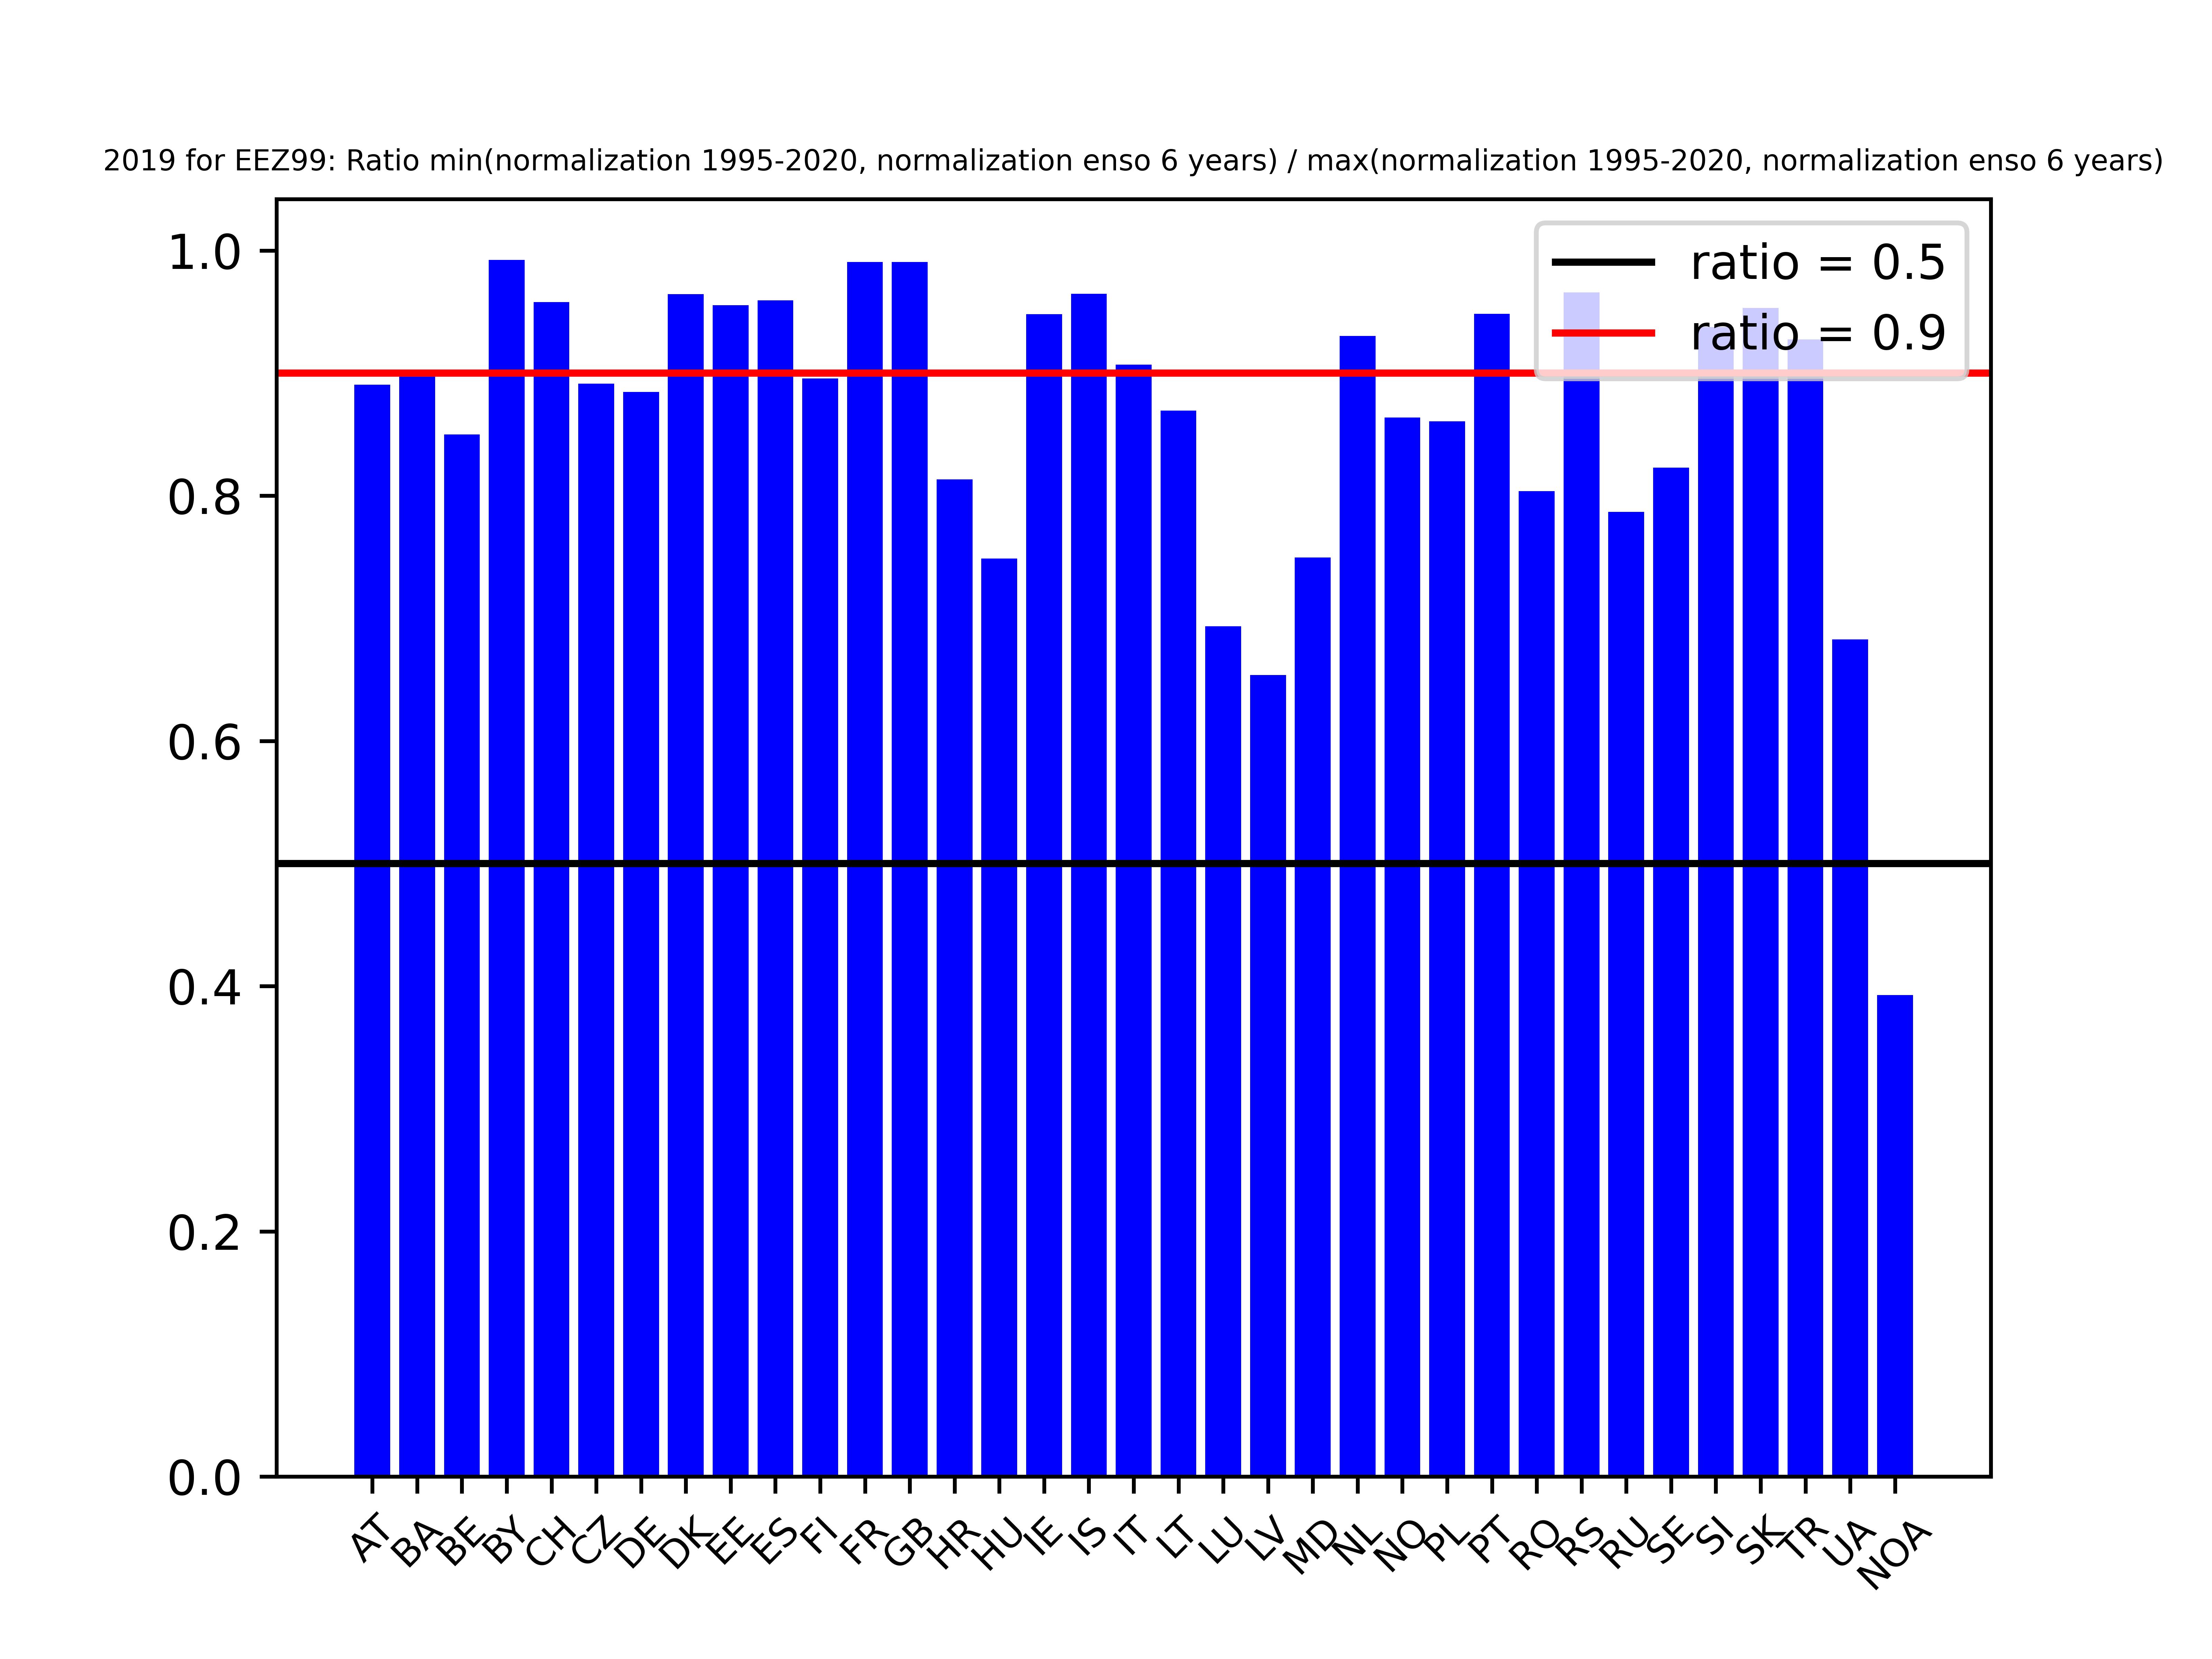 2019 for EEZ99: Ratio min(normalization 1995-2020, normalization enso 6 years) / max(normalization 1995-2020, normalization enso 6 years)
1.0
0.8
0.6
0.4
0.2
0.0
ratio = 0.5
ratio = 0.9
AT BA BE BY CH CZ DE DK EE ES FI FR GB HR HU IE IS IT LT LU LV MD NL NO PL PT RO RS RU SE SI SK TR UA NOA